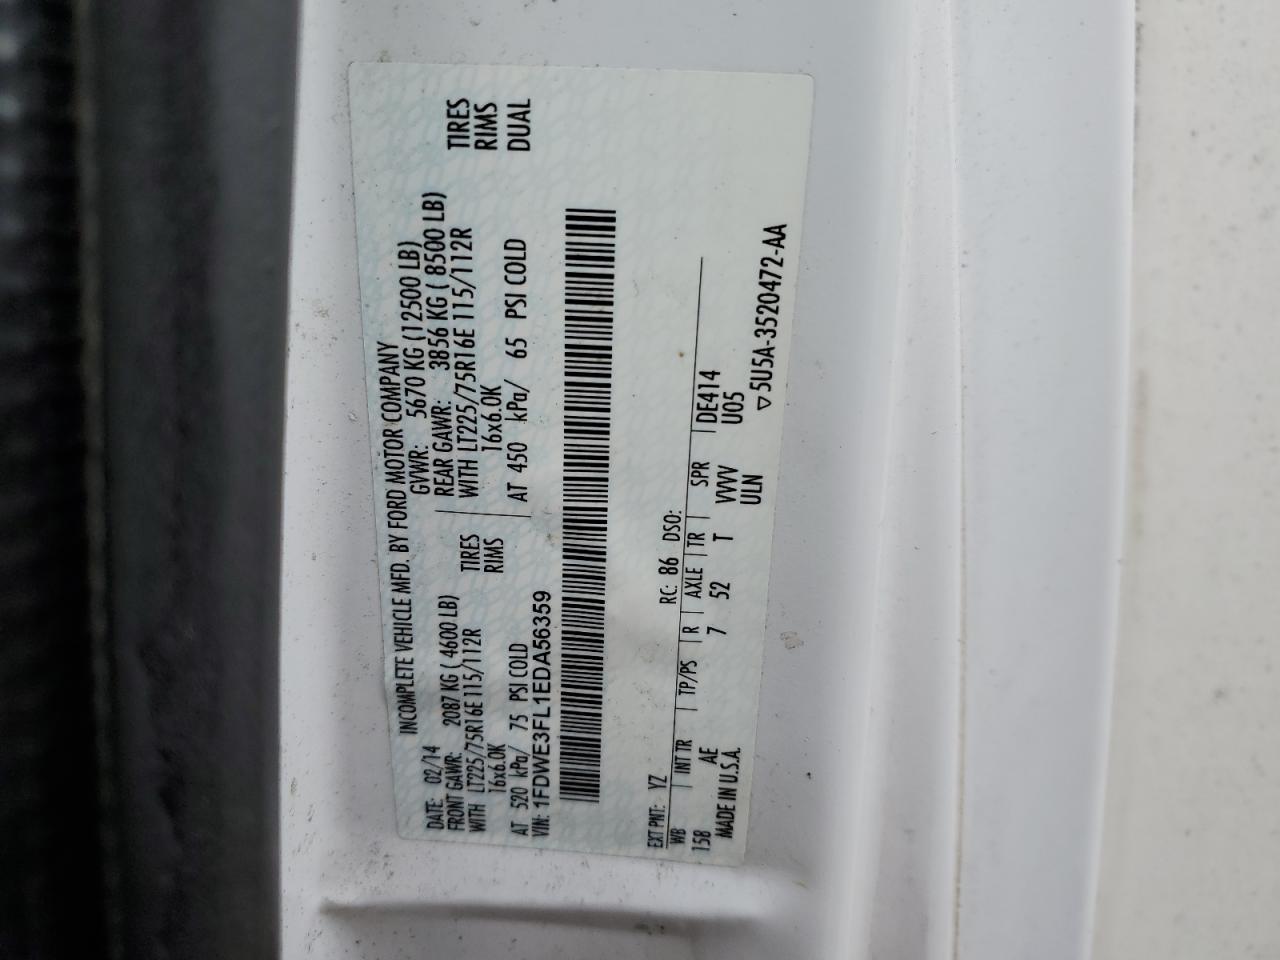 INCOMPLETE VEHICLE MFD. BY FORD MOTOR COMPANY
DATE: 02/14 GVWR: 5670 KG (12500 LB)
FRONT GAWR: 2087 KG ( 4600 LB) REAR GAWR: 3856 KG ( 8500 LB)
WITH LT225/75R16E 115/112R TIRES WITH LT225/75R16E 115/112R TIRES
16x6.0K RIMS 16x6.0K RIMS
AT 520 kPa/ 75 PSI COLD AT 450 kPa/ 65 PSI COLD DUAL
VIN: 1FDWE3FL1EDA56359
EXT PNT: YZ RC: 86 DSO:
WB INT TR TP/PS R AXLE TR SPR DE414
158 AE 7 52 T VVVV U05
MADE IN U.S.A. ULN
▽5U5A-3520472-AA